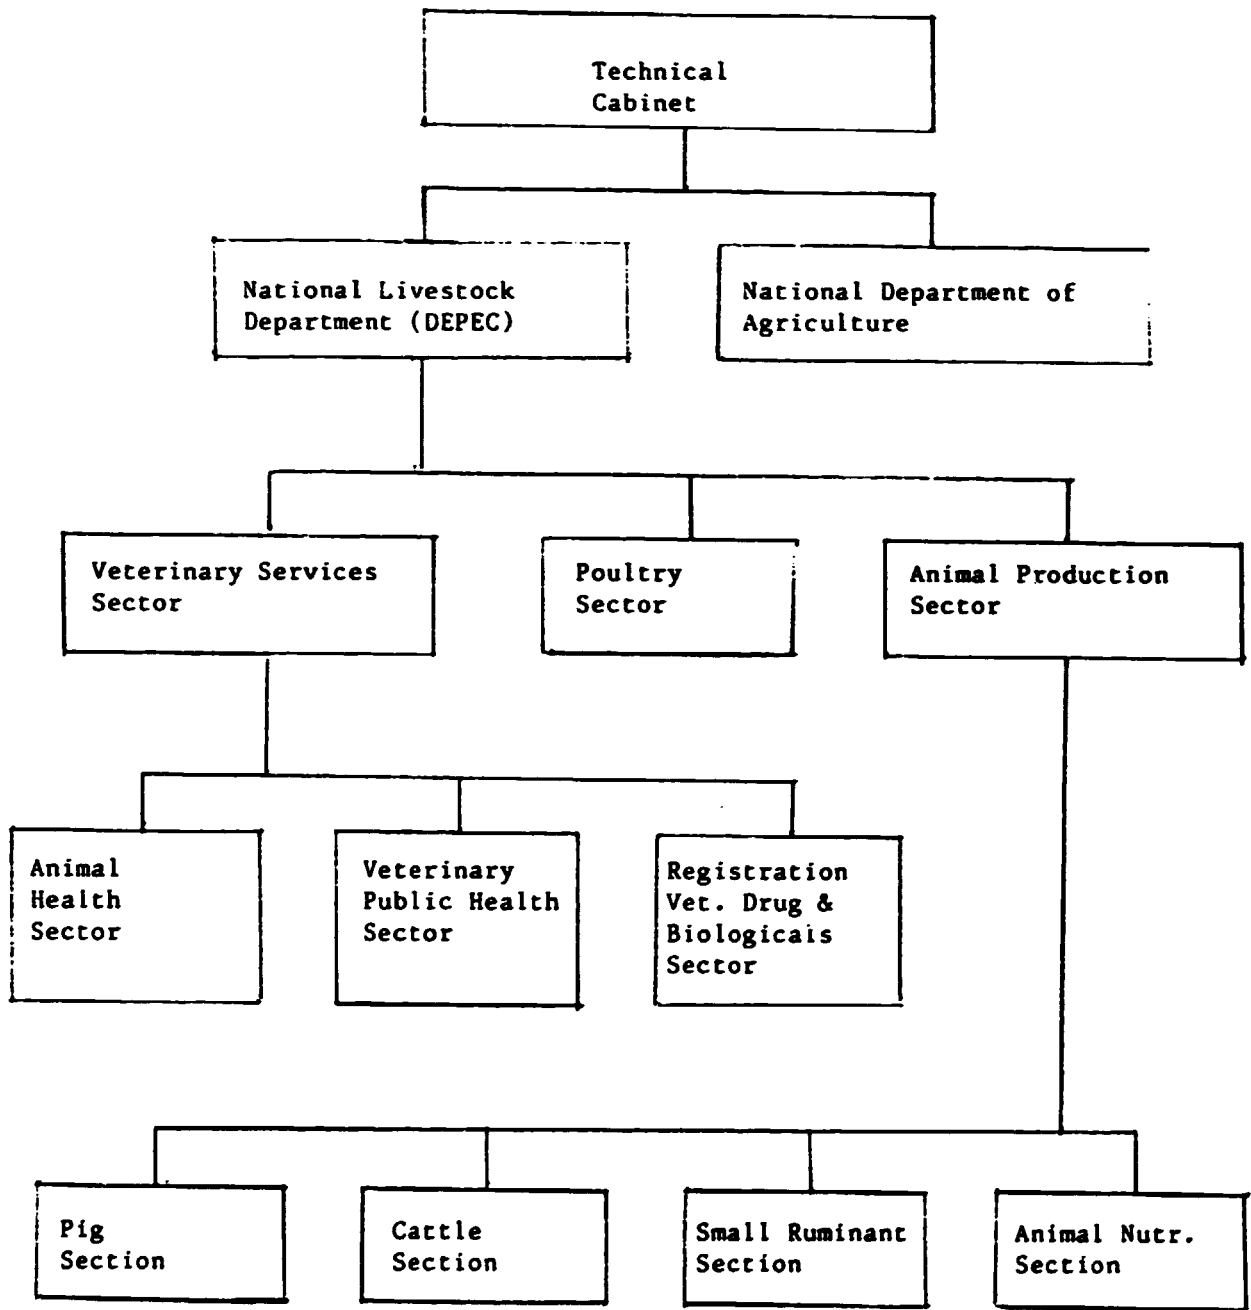 Technical
Cabinet
National Livestock
Department (DEPEC)
National Department of
Agriculture
Veterinary Services
Sector
Poultry
Sector
Animal Production
Sector
Animal
Health
Sector
Veterinary
Public Health
Sector
Registration
Vet. Drug &
Biologicals
Sector
Pig
Section
Cattle
Section
Small Ruminant
Section
Animal Nutr.
Section